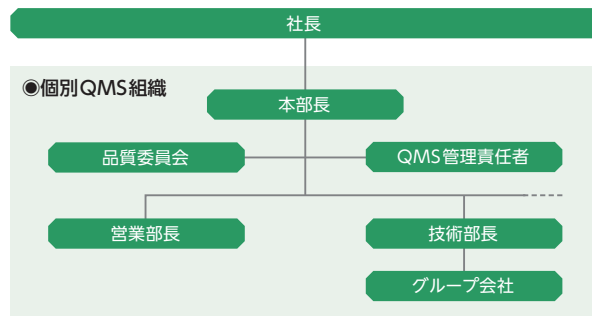 社長
◉個別QMS組織
本部長
品質委員会
QMS管理責任者
営業部長
技術部長
グループ会社